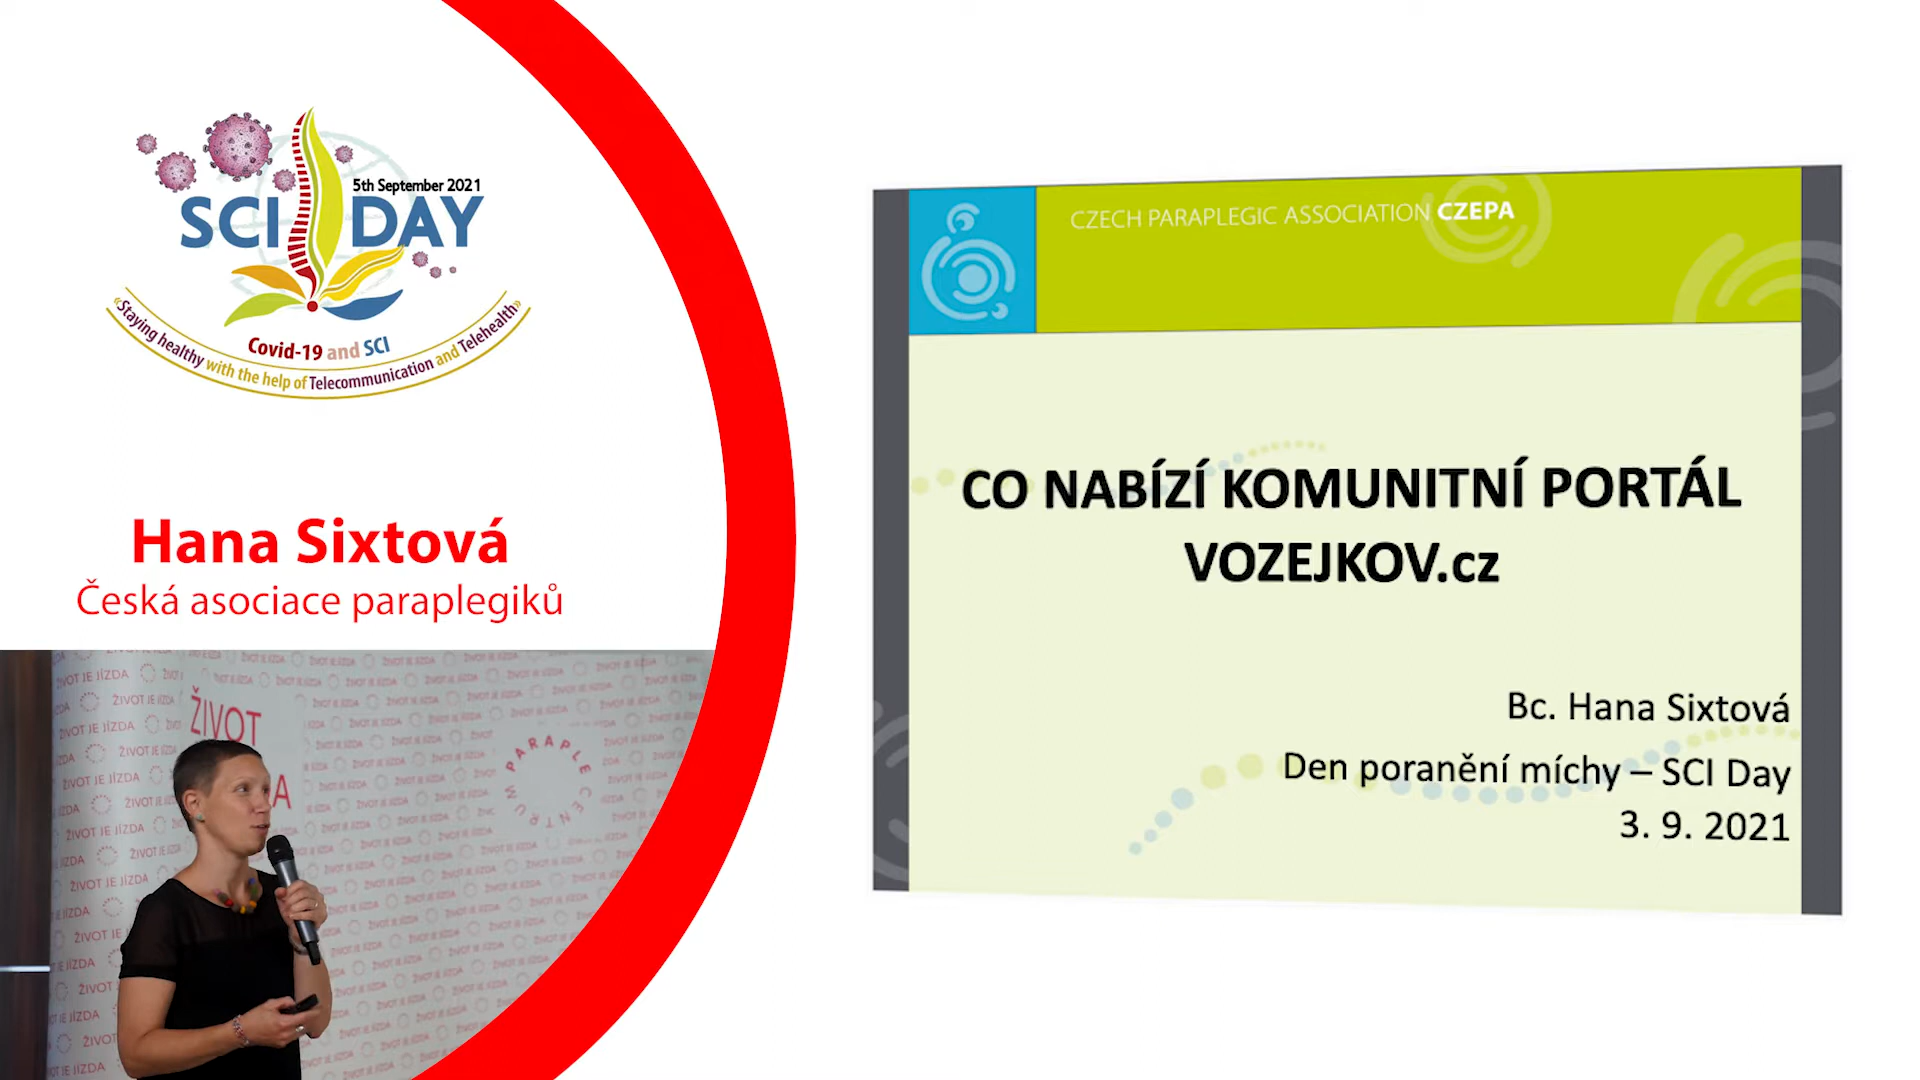 5th September 2021
SCI DAY
Covid-19 and SCI
«Staying healthy with the help of Telecommunication and Telehealth»
Hana Sixtová
Česká asociace paraplegiků
ŽIVOT
PARAPLE
CENTRUM
ŽIVOT JE JÍZDA
CZECH PARAPLEGIC ASSOCIATION CZEPA
CO NABÍZÍ KOMUNITNÍ PORTÁL
VOZEJKOV.cz
Bc. Hana Sixtová
Den poranění míchy – SCI Day
3. 9. 2021